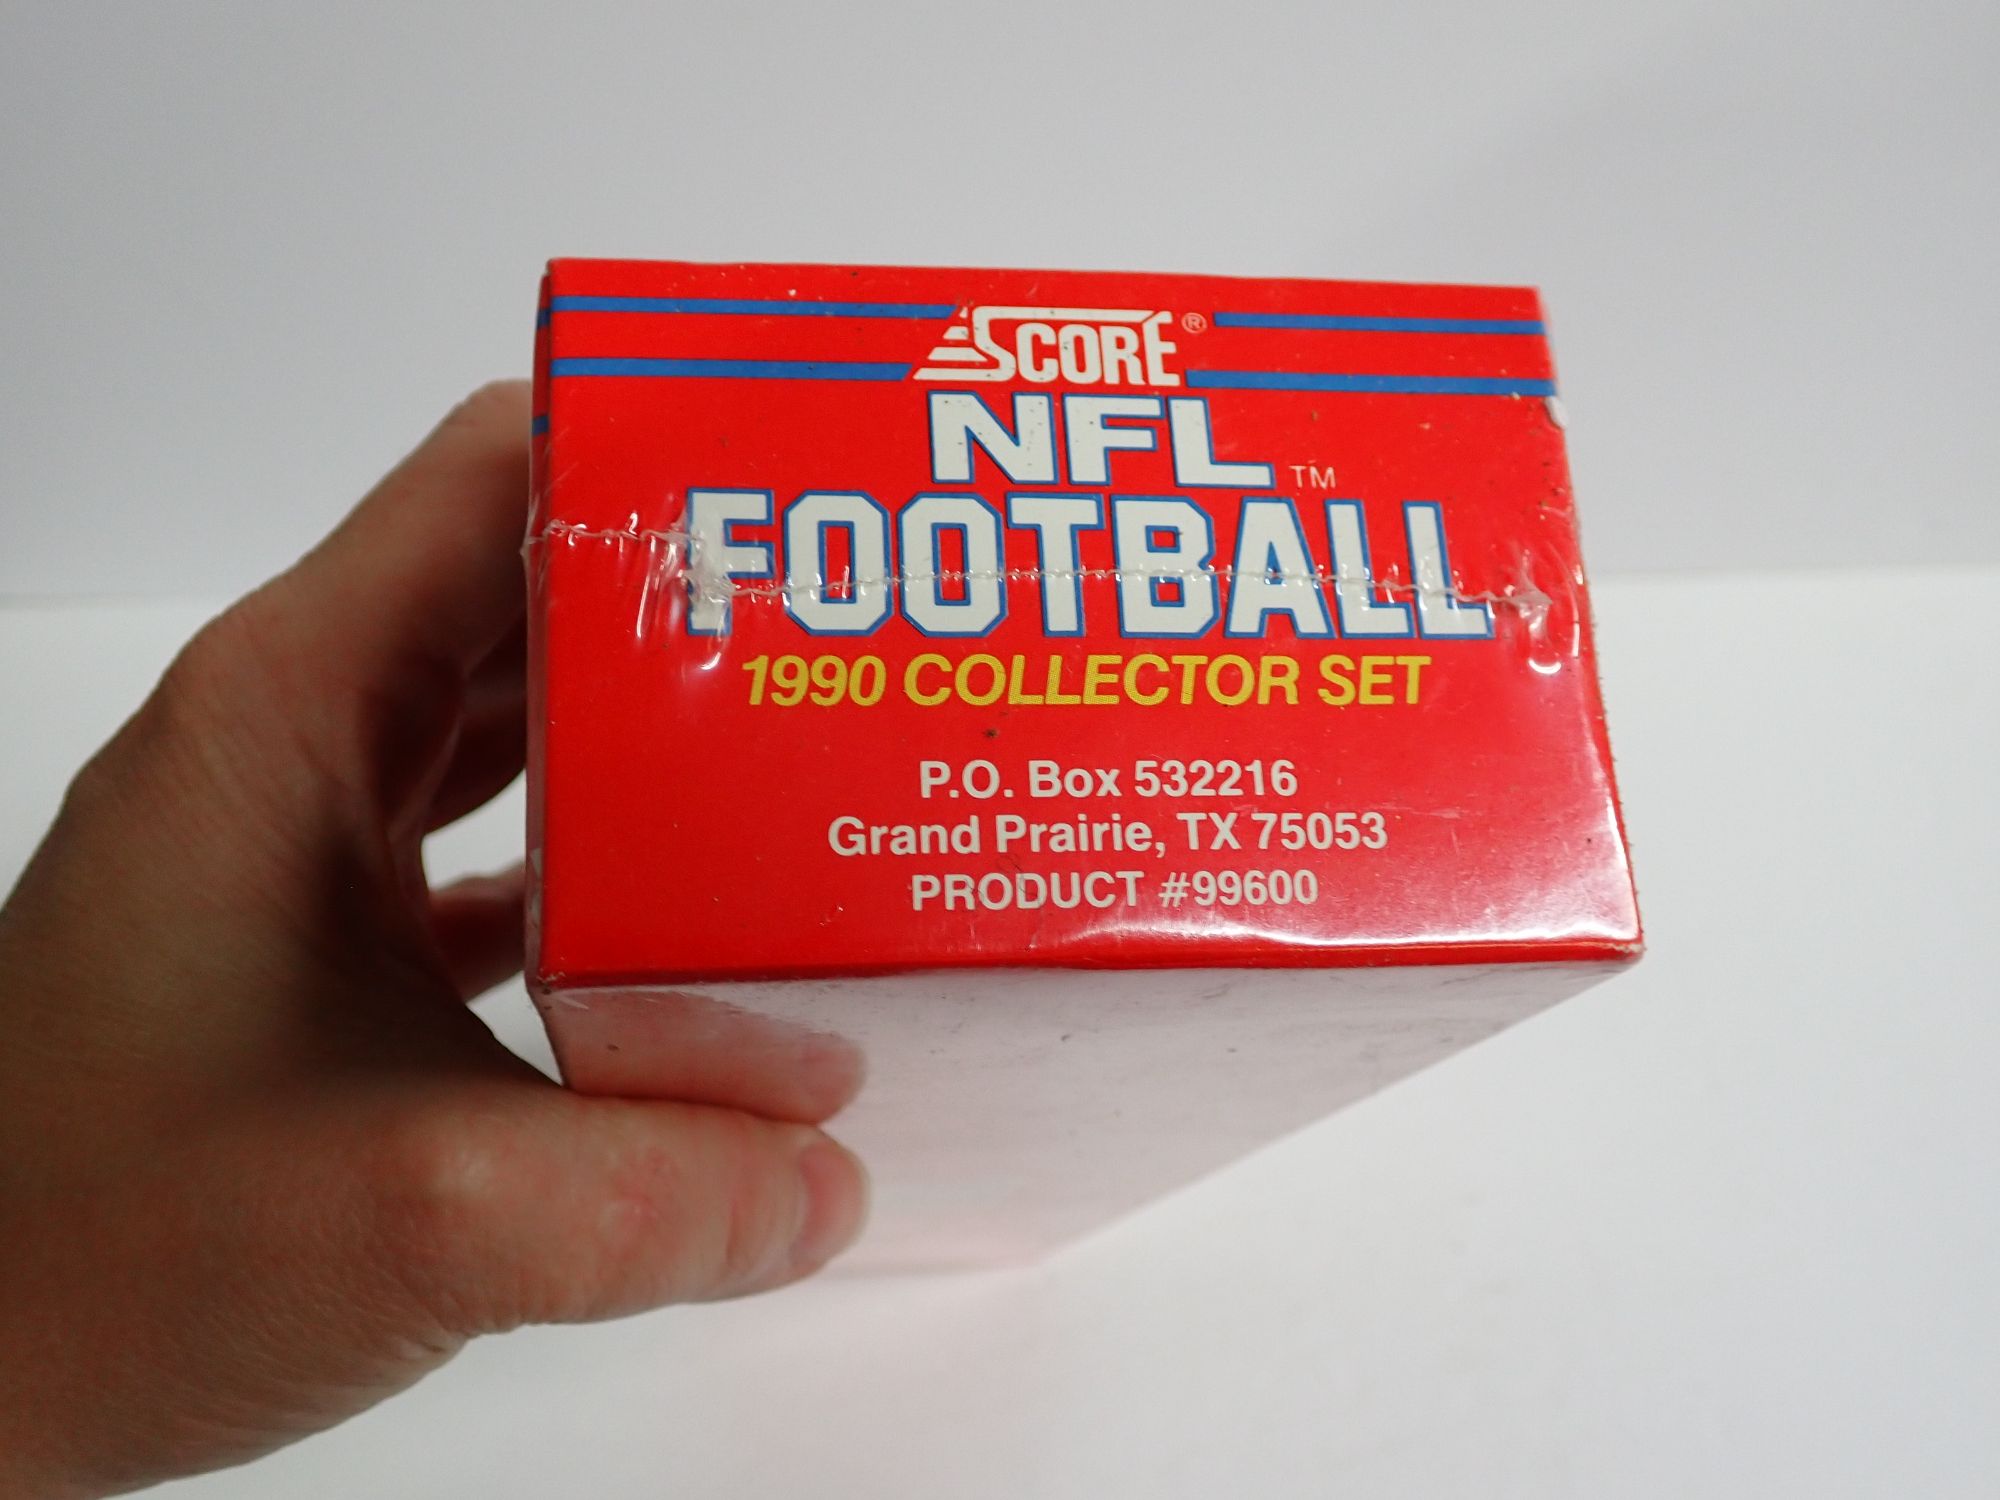 SCORE®
NFL™
FOOTBALL
1990 COLLECTOR SET
P.O. Box 532216
Grand Prairie, TX 75053
PRODUCT #99600